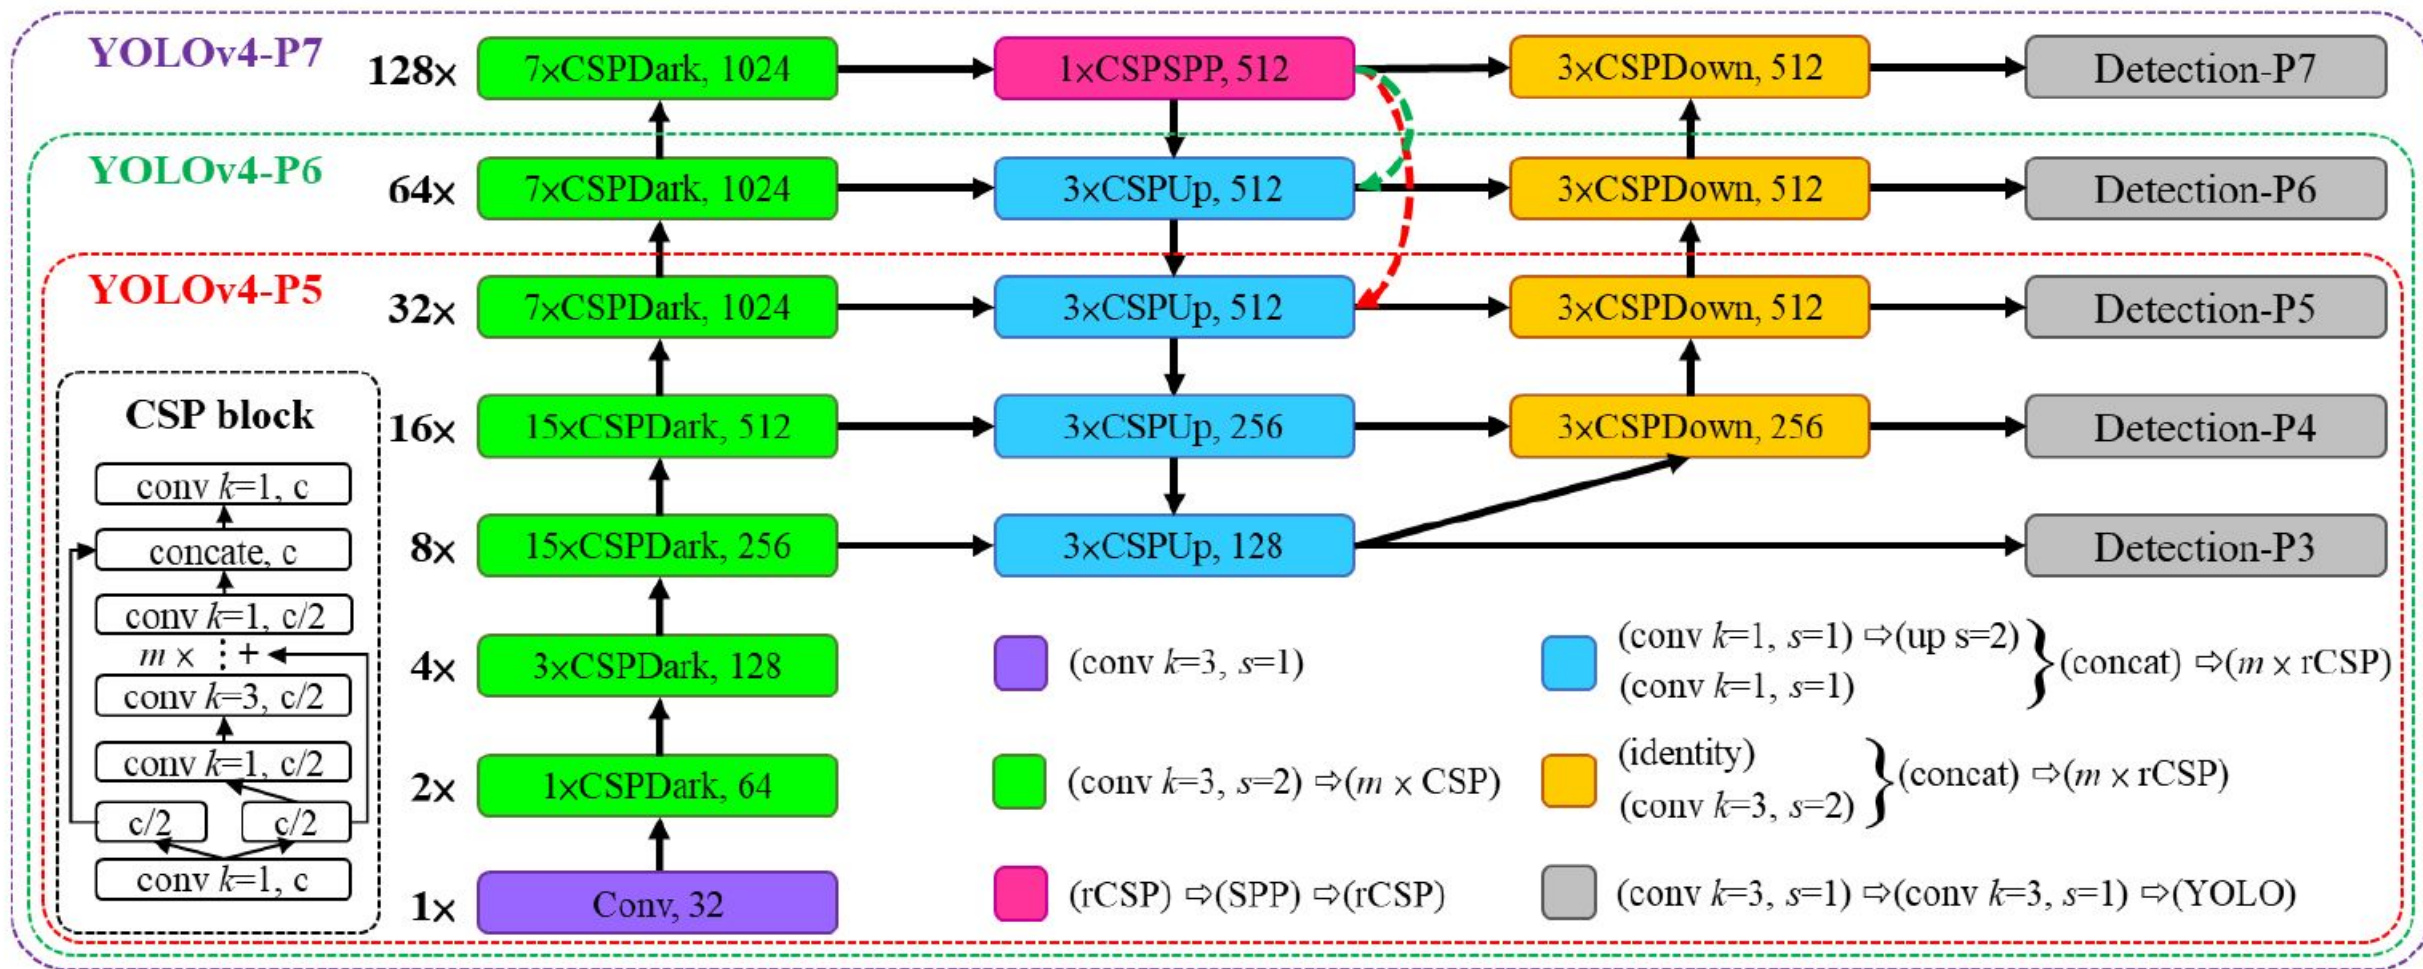 YOLOv4-P7
128×
7×CSPDark, 1024
1×CSPSPP, 512
3×CSPDown, 512
Detection-P7
YOLOv4-P6
64×
7×CSPDark, 1024
3×CSPUp, 512
3×CSPDown, 512
Detection-P6
YOLOv4-P5
32×
7×CSPDark, 1024
3×CSPUp, 512
3×CSPDown, 512
Detection-P5
16×
15×CSPDark, 512
3×CSPUp, 256
3×CSPDown, 256
Detection-P4
8×
15×CSPDark, 256
3×CSPUp, 128
Detection-P3
4×
3×CSPDark, 128
2×
1×CSPDark, 64
1×
Conv, 32
CSP block
conv k=1, c
concate, c
conv k=1, c/2
m × ⋮ +
conv k=3, c/2
conv k=1, c/2
c/2
c/2
conv k=1, c
(conv k=3, s=1)
(conv k=3, s=2) ⇨(m × CSP)
(rCSP) ⇨(SPP) ⇨(rCSP)
(conv k=1, s=1) ⇨(up s=2)
(conv k=1, s=1)
} (concat) ⇨(m × rCSP)
(identity)
(conv k=3, s=2)
} (concat) ⇨(m × rCSP)
(conv k=3, s=1) ⇨(conv k=3, s=1) ⇨(YOLO)